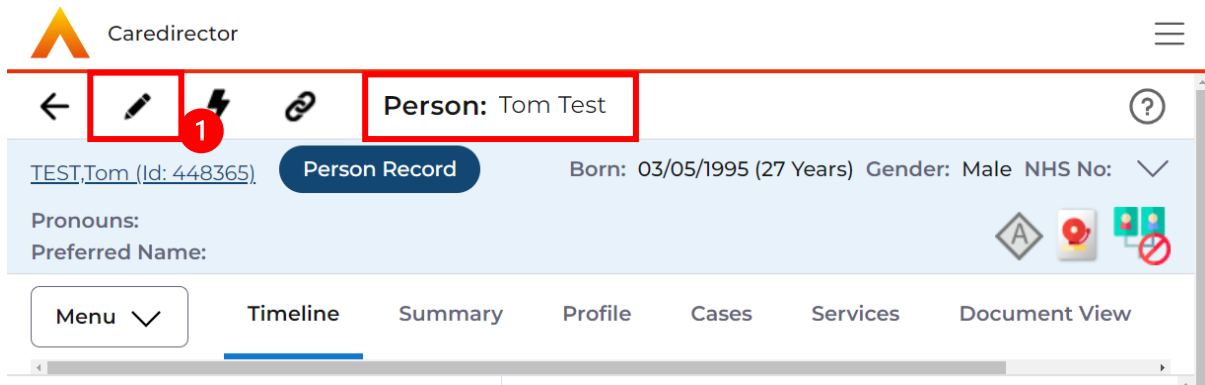 Caredirector
1
Person: Tom Test
?
TEST,Tom (Id: 448365) Person Record Born: 03/05/1995 (27 Years) Gender: Male NHS No:
Pronouns:
Preferred Name:
A
Menu Timeline Summary Profile Cases Services Document View